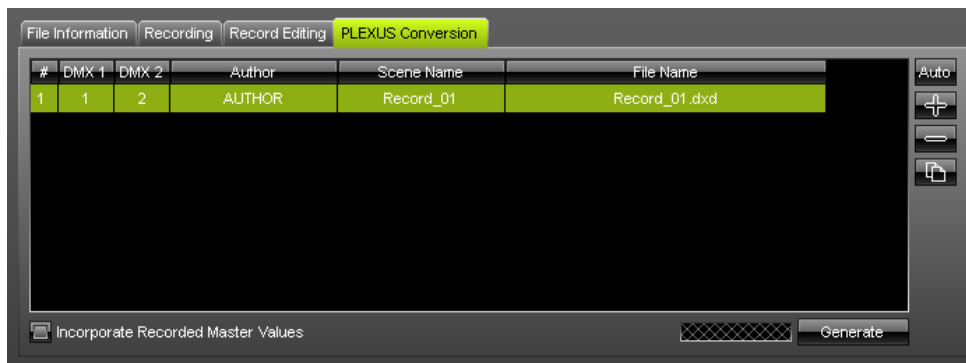 File Information Recording Record Editing PLEXUS Conversion
# DMX 1 DMX 2 Author Scene Name File Name Auto
1 1 2 AUTHOR Record_01 Record_01.dxd
Incorporate Recorded Master Values Generate